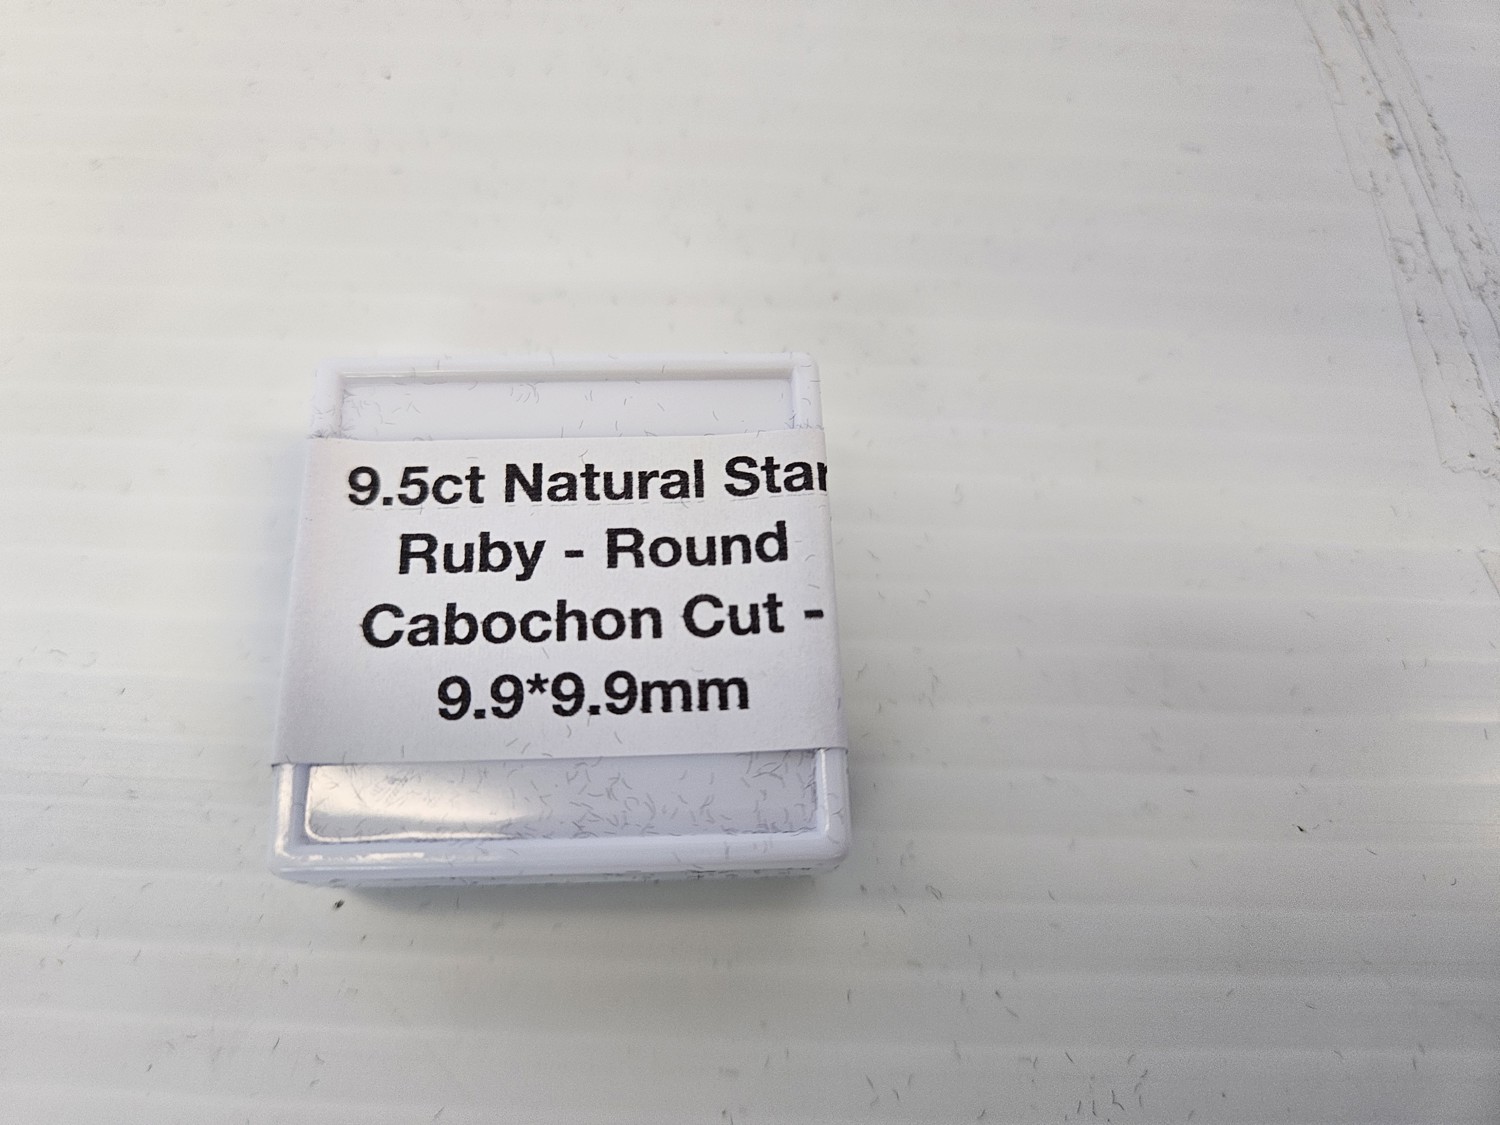 9.5ct Natural Star
Ruby - Round
Cabochon Cut -
9.9*9.9mm